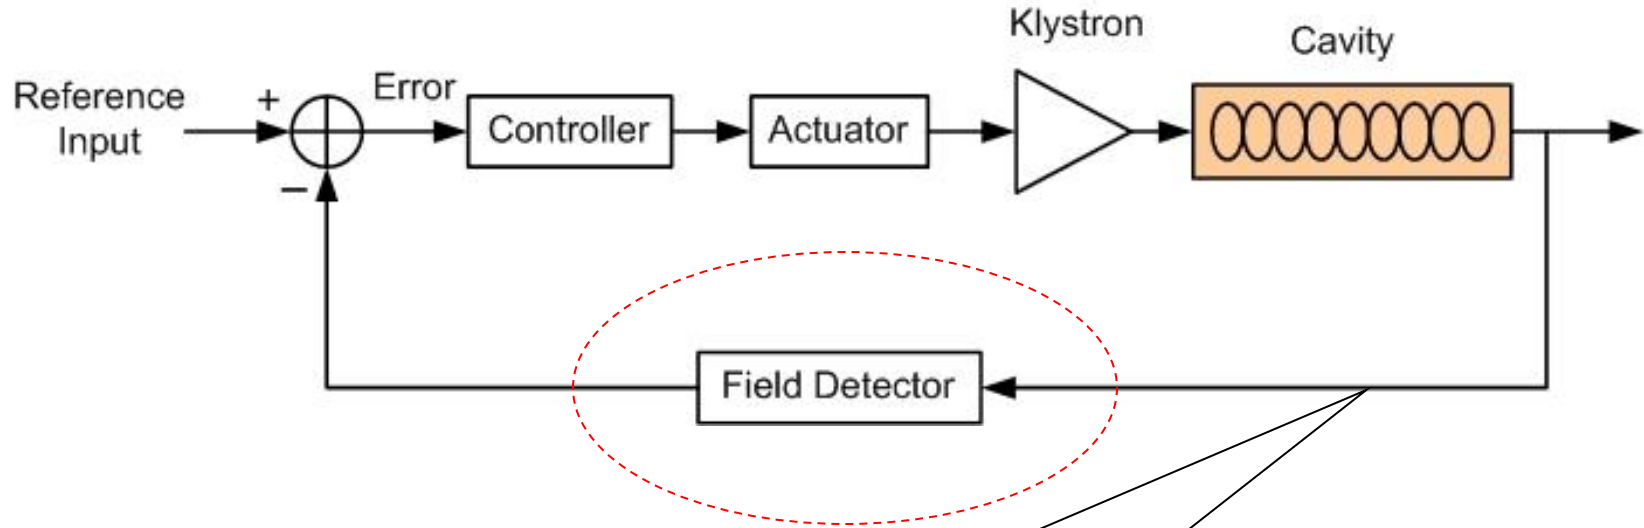 Klystron
Cavity
Reference
Input
+
Error
Controller
Actuator
−
Field Detector